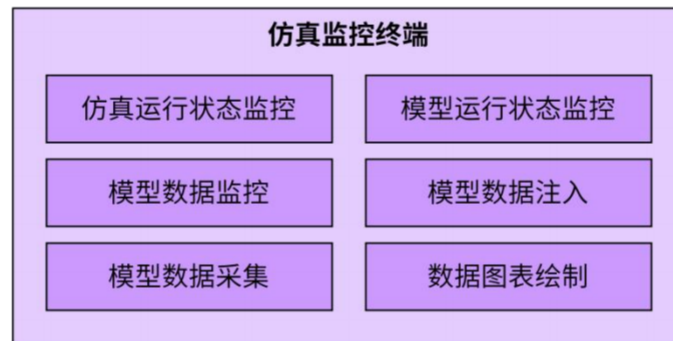 仿真监控终端
仿真运行状态监控
模型运行状态监控
模型数据监控
模型数据注入
模型数据采集
数据图表绘制